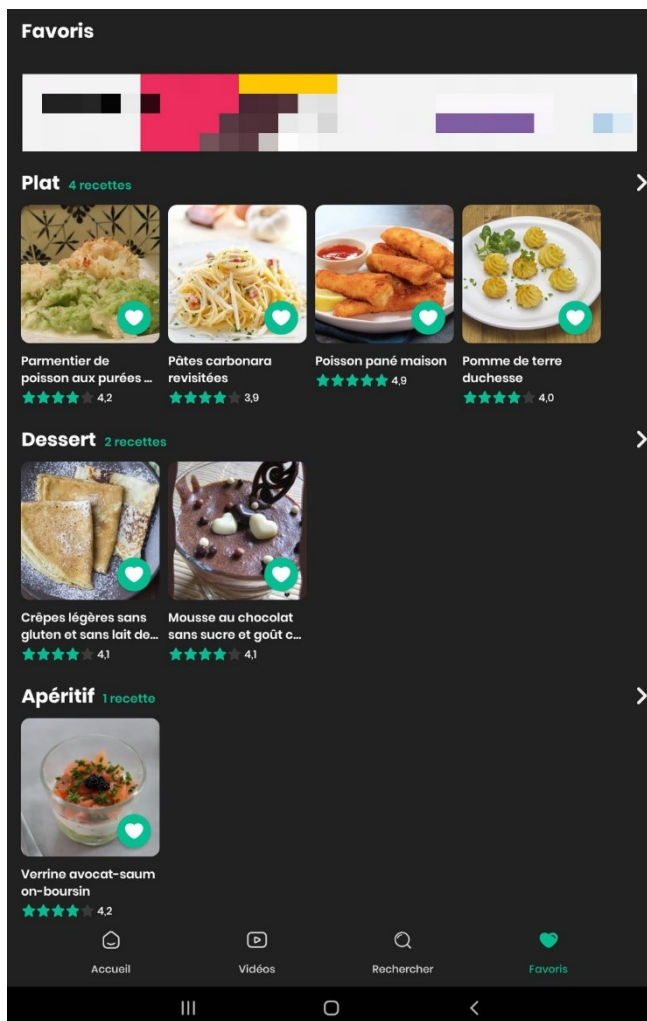 Favoris
Plat 4 recettes
Parmentier de
poisson aux purées ...
4,2
Pâtes carbonara
revisitées
3,9
Poisson pané maison
4,9
Pomme de terre
duchesse
4,0
Dessert 2 recettes
Crêpes légères sans
gluten et sans lait de...
4,1
Mousse au chocolat
sans sucre et goût c...
4,1
Apéritif 1 recette
Verrine avocat-saum
on-boursin
4,2
Accueil
Vidéos
Rechercher
Favoris